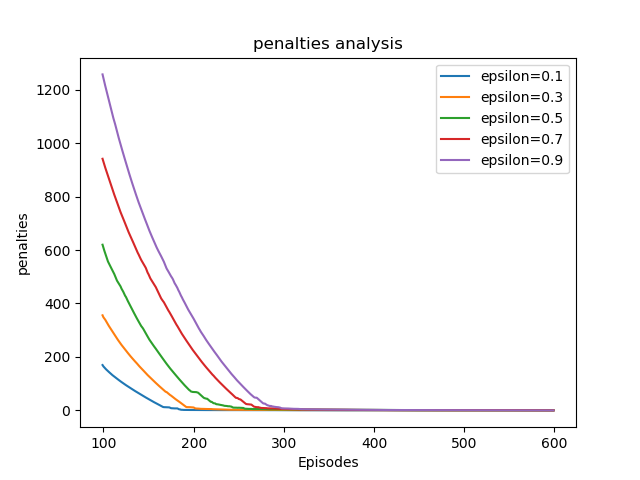 penalties analysis
epsilon=0.1
epsilon=0.3
epsilon=0.5
epsilon=0.7
epsilon=0.9
1200
1000
800
600
400
200
0
penalties
100 200 300 400 500 600
Episodes